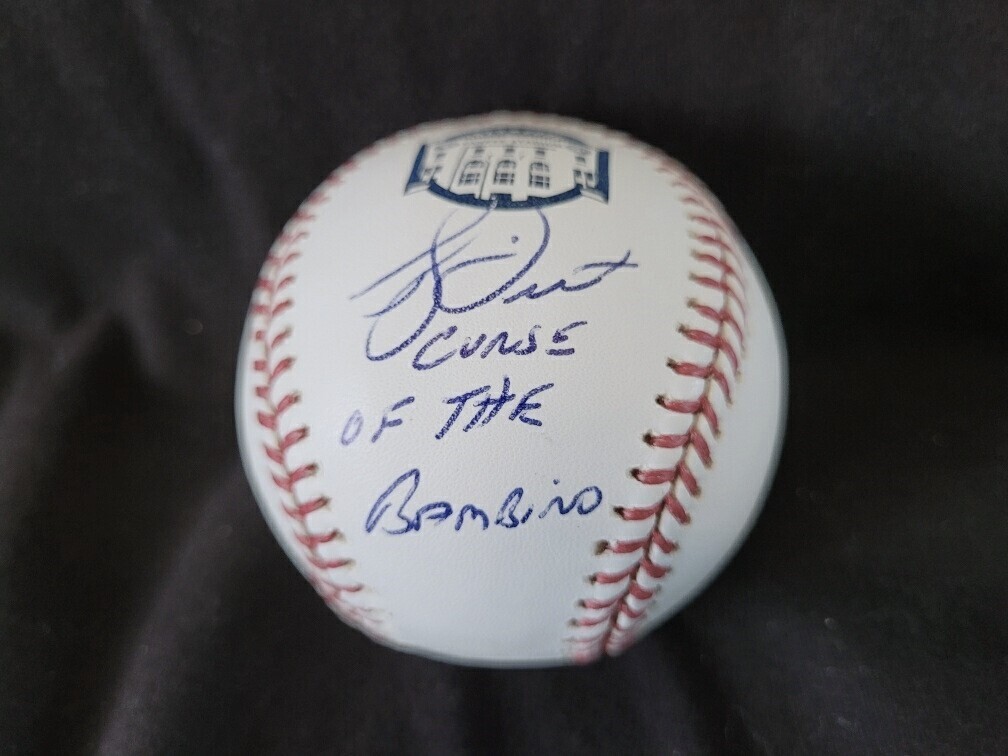 CURSE
OF THE
BAMBINO